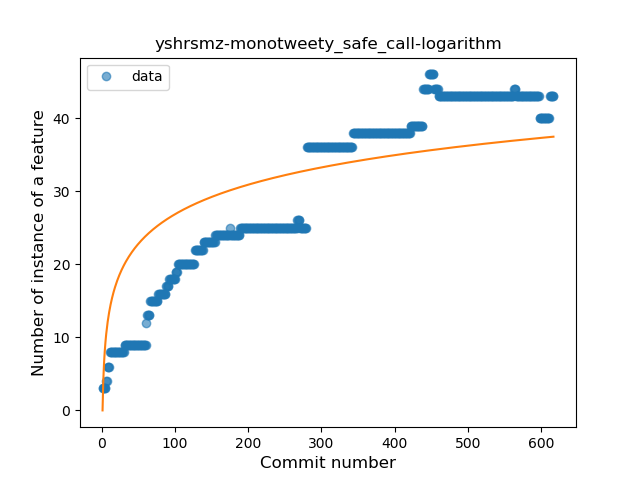 yshrsmz-monotweety_safe_call-logarithm
data
Number of instance of a feature
40
30
20
10
0
0 100 200 300 400 500 600
Commit number